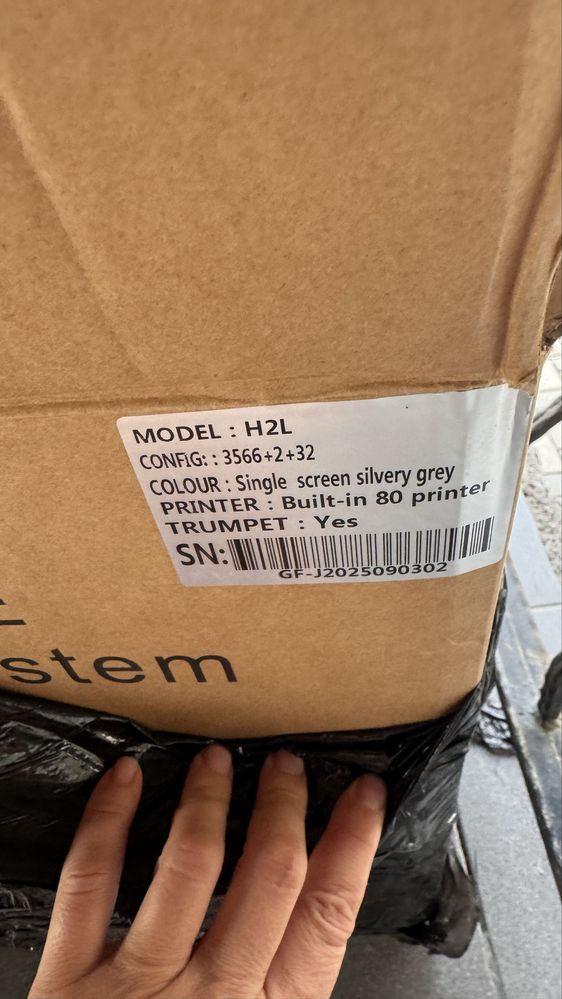 MODEL : H2L
CONFIG: : 3566+2+32
COLOUR : Single screen silvery grey
PRINTER : Built-in 80 printer
TRUMPET : Yes
SN:
GF-J2025090302
stem